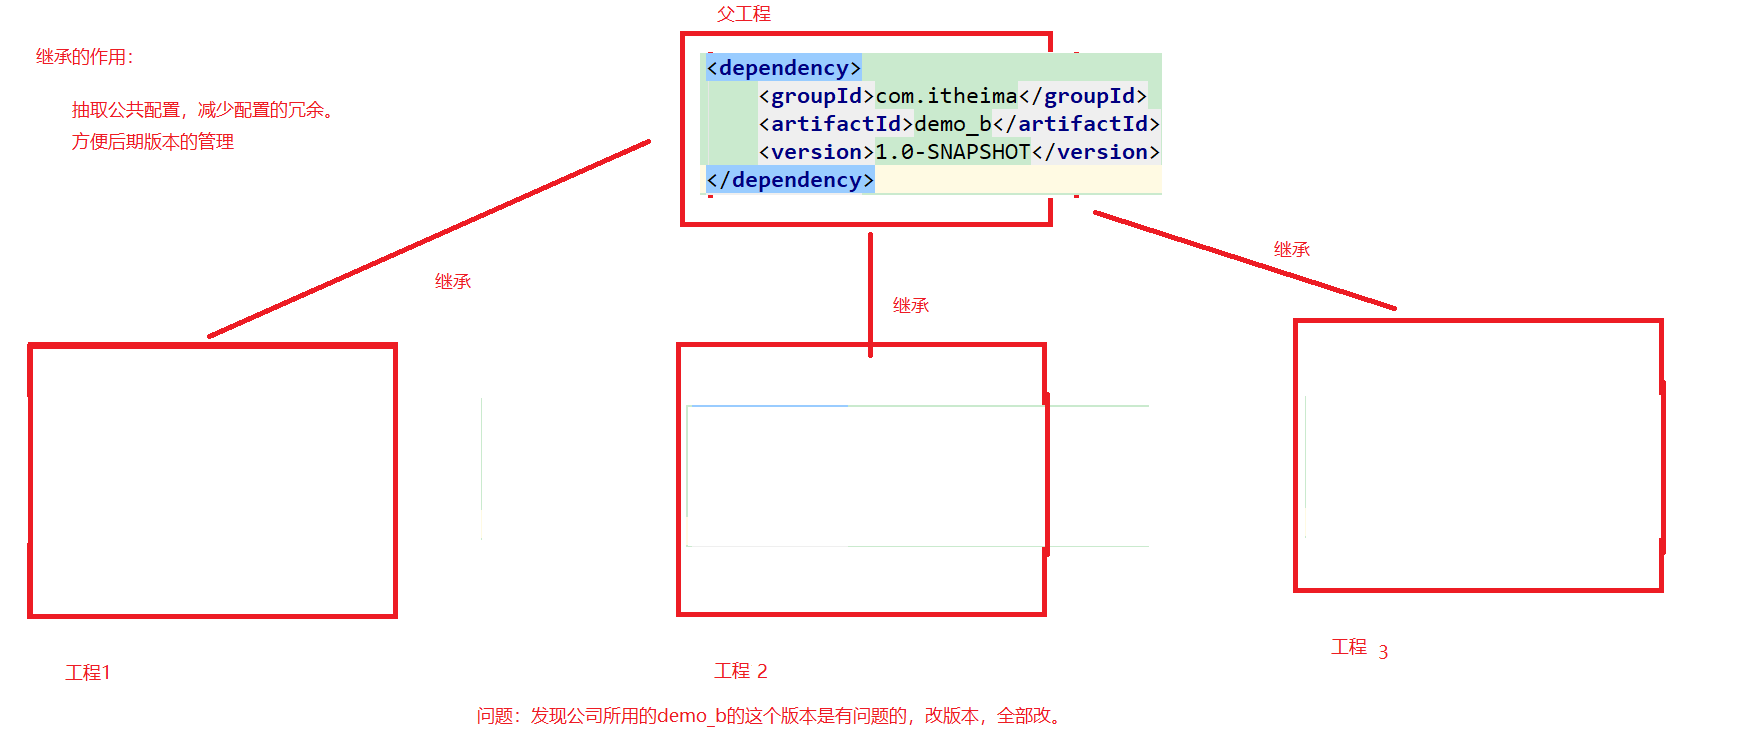 父工程
继承的作用：
抽取公共配置，减少配置的冗余。
方便后期版本的管理
<dependency>
<groupId>com.itheima</groupId>
<artifactId>demo_b</artifactId>
<version>1.0-SNAPSHOT</version>
</dependency>
继承
继承
继承
工程1
工程 2
工程 3
问题：发现公司所用的demo_b的这个版本是有问题的，改版本，全部改。